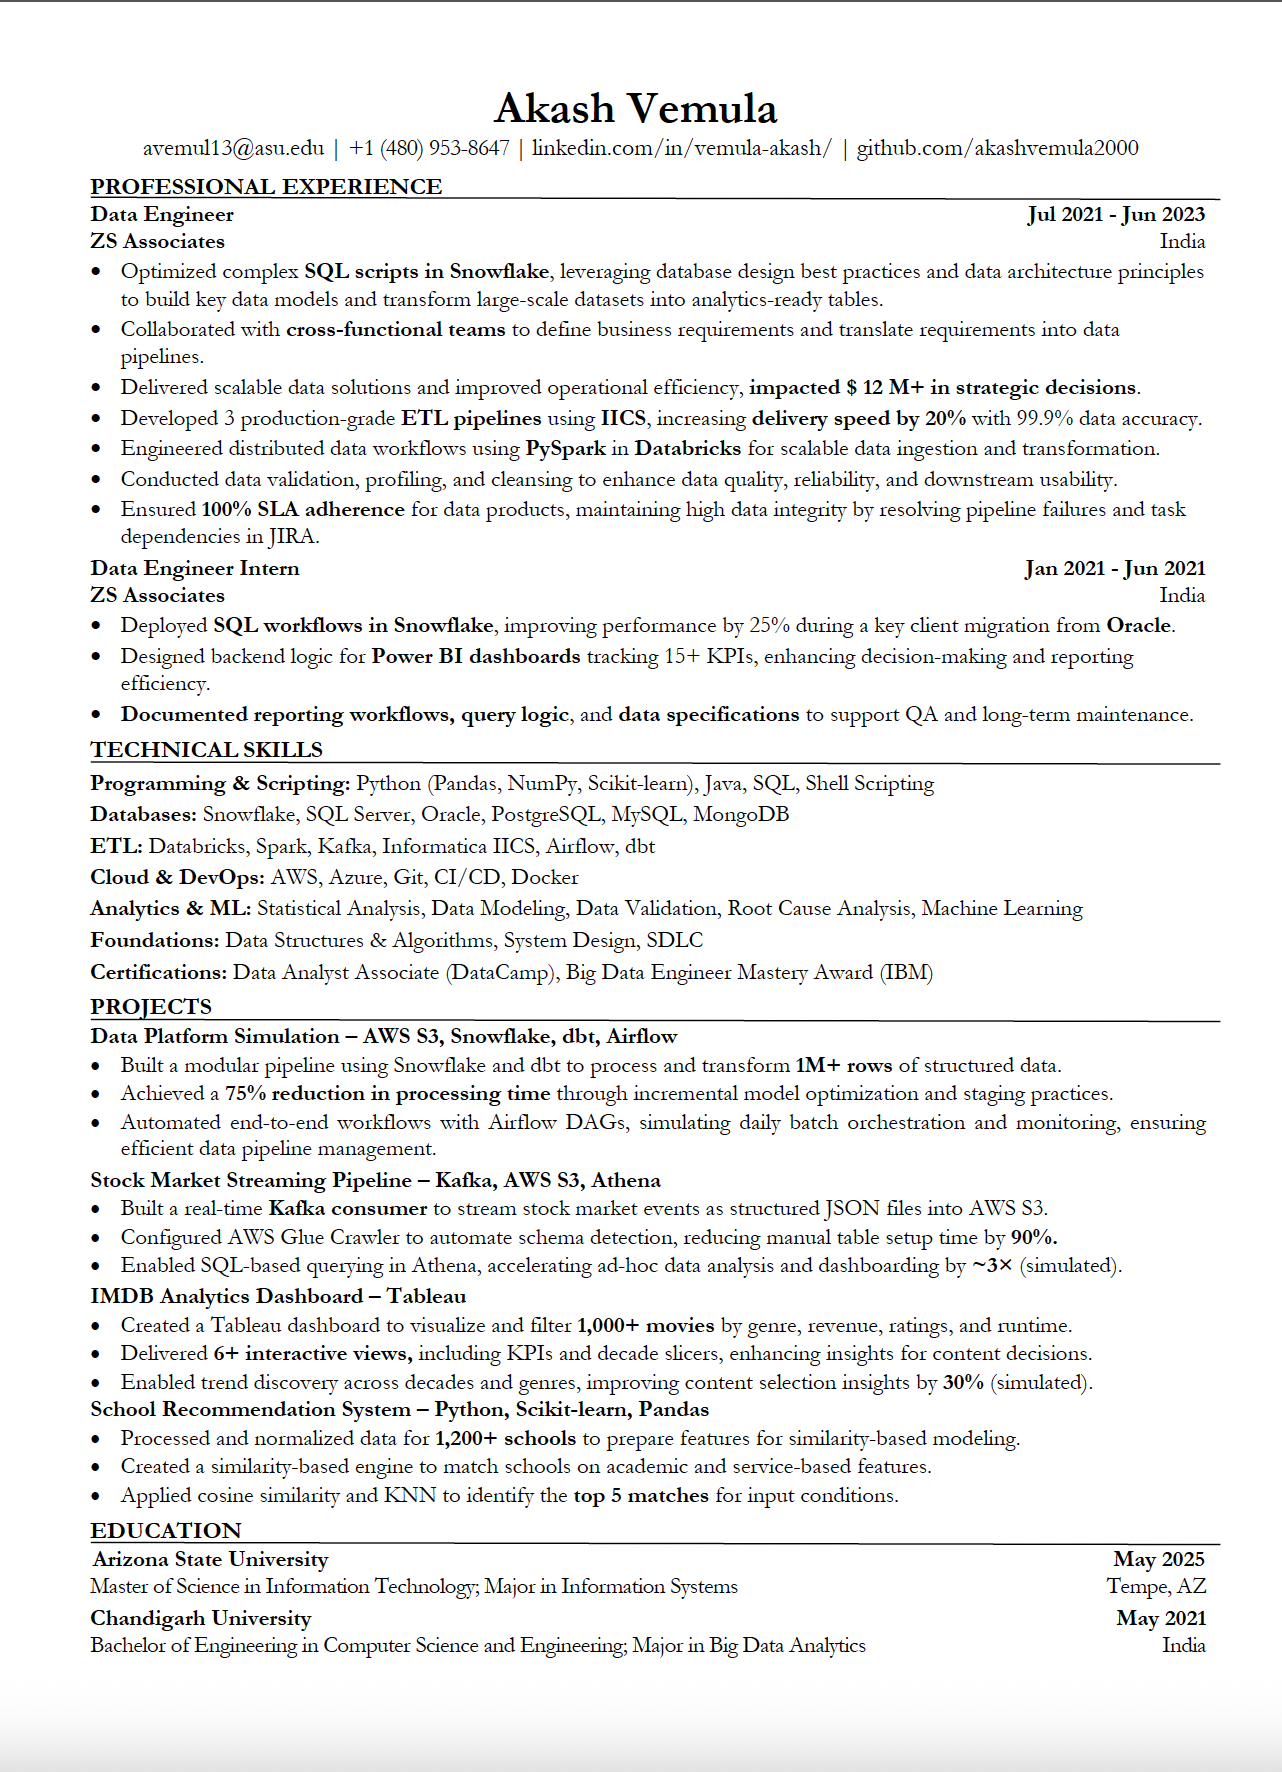 Akash Vemula
avemul13@asu.edu | +1 (480) 953-8647 | linkedin.com/in/vemula-akash/ | github.com/akashvemula2000
PROFESSIONAL EXPERIENCE
Data Engineer Jul 2021 - Jun 2023
ZS Associates India
• Optimized complex SQL scripts in Snowflake, leveraging database design best practices and data architecture principles
to build key data models and transform large-scale datasets into analytics-ready tables.
• Collaborated with cross-functional teams to define business requirements and translate requirements into data
pipelines.
• Delivered scalable data solutions and improved operational efficiency, impacted $ 12 M+ in strategic decisions.
• Developed 3 production-grade ETL pipelines using IICS, increasing delivery speed by 20% with 99.9% data accuracy.
• Engineered distributed data workflows using PySpark in Databricks for scalable data ingestion and transformation.
• Conducted data validation, profiling, and cleansing to enhance data quality, reliability, and downstream usability.
• Ensured 100% SLA adherence for data products, maintaining high data integrity by resolving pipeline failures and task
dependencies in JIRA.
Data Engineer Intern Jan 2021 - Jun 2021
ZS Associates India
• Deployed SQL workflows in Snowflake, improving performance by 25% during a key client migration from Oracle.
• Designed backend logic for Power BI dashboards tracking 15+ KPIs, enhancing decision-making and reporting
efficiency.
• Documented reporting workflows, query logic, and data specifications to support QA and long-term maintenance.
TECHNICAL SKILLS
Programming & Scripting: Python (Pandas, NumPy, Scikit-learn), Java, SQL, Shell Scripting
Databases: Snowflake, SQL Server, Oracle, PostgreSQL, MySQL, MongoDB
ETL: Databricks, Spark, Kafka, Informatica IICS, Airflow, dbt
Cloud & DevOps: AWS, Azure, Git, CI/CD, Docker
Analytics & ML: Statistical Analysis, Data Modeling, Data Validation, Root Cause Analysis, Machine Learning
Foundations: Data Structures & Algorithms, System Design, SDLC
Certifications: Data Analyst Associate (DataCamp), Big Data Engineer Mastery Award (IBM)
PROJECTS
Data Platform Simulation – AWS S3, Snowflake, dbt, Airflow
• Built a modular pipeline using Snowflake and dbt to process and transform 1M+ rows of structured data.
• Achieved a 75% reduction in processing time through incremental model optimization and staging practices.
• Automated end-to-end workflows with Airflow DAGs, simulating daily batch orchestration and monitoring, ensuring
efficient data pipeline management.
Stock Market Streaming Pipeline – Kafka, AWS S3, Athena
• Built a real-time Kafka consumer to stream stock market events as structured JSON files into AWS S3.
• Configured AWS Glue Crawler to automate schema detection, reducing manual table setup time by 90%.
• Enabled SQL-based querying in Athena, accelerating ad-hoc data analysis and dashboarding by ~3× (simulated).
IMDB Analytics Dashboard – Tableau
• Created a Tableau dashboard to visualize and filter 1,000+ movies by genre, revenue, ratings, and runtime.
• Delivered 6+ interactive views, including KPIs and decade slicers, enhancing insights for content decisions.
• Enabled trend discovery across decades and genres, improving content selection insights by 30% (simulated).
School Recommendation System – Python, Scikit-learn, Pandas
• Processed and normalized data for 1,200+ schools to prepare features for similarity-based modeling.
• Created a similarity-based engine to match schools on academic and service-based features.
• Applied cosine similarity and KNN to identify the top 5 matches for input conditions.
EDUCATION
Arizona State University May 2025
Master of Science in Information Technology; Major in Information Systems Tempe, AZ
Chandigarh University May 2021
Bachelor of Engineering in Computer Science and Engineering; Major in Big Data Analytics India